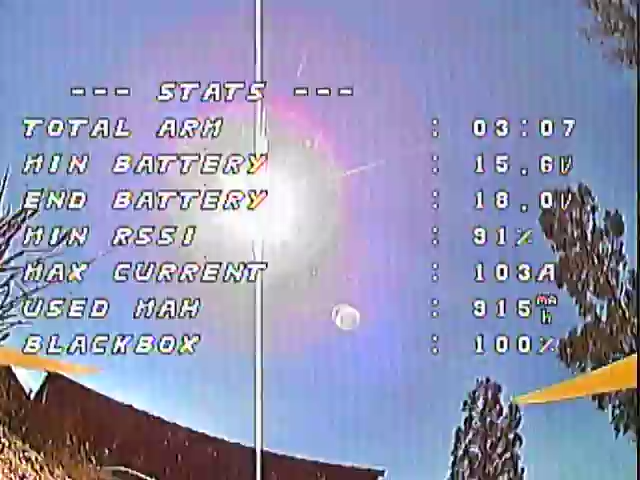 --- STATS ---
TOTAL ARM : 03:07
MIN BATTERY : 15.6V
END BATTERY : 18.0V
MIN RSSI : 91%
MAX CURRENT : 103A
USED MAH : 915mAh
BLACKBOX : 100%